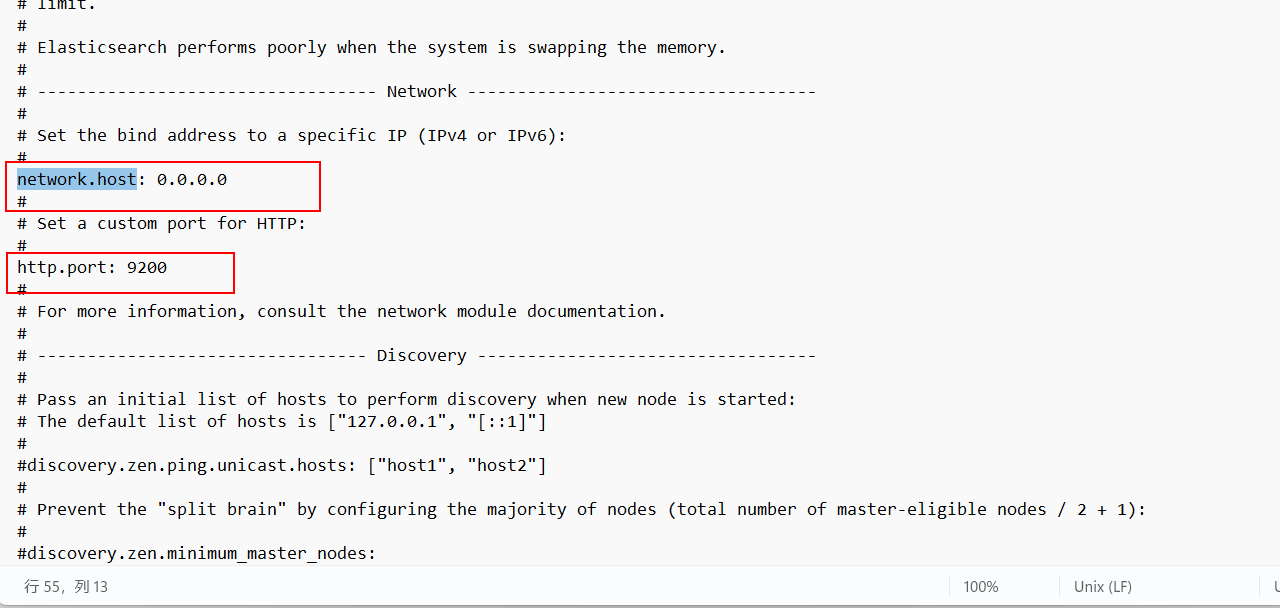 # limit.
#
# Elasticsearch performs poorly when the system is swapping the memory.
#
# ---------------------------------- Network -----------------------------------
#
# Set the bind address to a specific IP (IPv4 or IPv6):
#
network.host: 0.0.0.0
#
# Set a custom port for HTTP:
#
http.port: 9200
#
# For more information, consult the network module documentation.
#
# --------------------------------- Discovery ----------------------------------
#
# Pass an initial list of hosts to perform discovery when new node is started:
# The default list of hosts is ["127.0.0.1", "[::1]"]
#
#discovery.zen.ping.unicast.hosts: ["host1", "host2"]
#
# Prevent the "split brain" by configuring the majority of nodes (total number of master-eligible nodes / 2 + 1):
#
#discovery.zen.minimum_master_nodes:
行 55，列 13 100% Unix (LF)